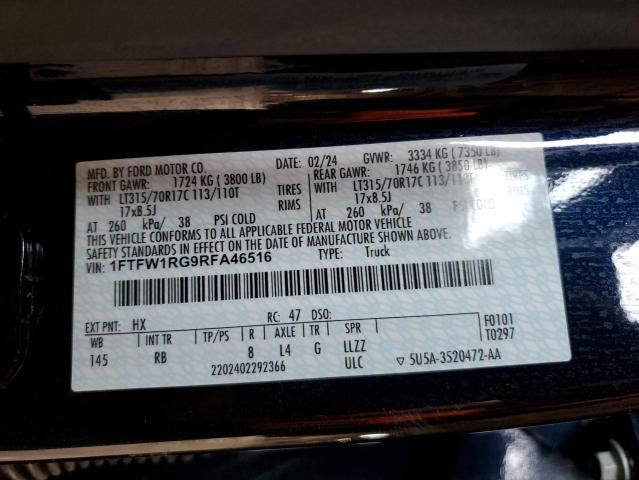 MFD. BY FORD MOTOR CO.
DATE: 02/24 GVWR: 3334 KG (7350 LB)
FRONT GAWR: 1724 KG (3800 LB) REAR GAWR: 1746 KG (3850 LB)
WITH LT315/70R17C 113/110T TIRES WITH LT315/70R17C 113/110T TIRES
17x8.5J RIMS 17x8.5J RIMS
AT 260 kPa/ 38 PSI COLD AT 260 kPa/ 38 PSI COLD
THIS VEHICLE CONFORMS TO ALL APPLICABLE FEDERAL MOTOR VEHICLE
SAFETY STANDARDS IN EFFECT ON THE DATE OF MANUFACTURE SHOWN ABOVE.
VIN: 1FTFW1RG9RFA46516 TYPE: Truck
EXT PNT: HX RC: 47 DSO: F0101
WB INT TR TP/PS R AXLE TR SPR T0297
145 RB 8 L4 G LLZZ
2202402292366 ULC ▽ 5U5A-3520472-AA